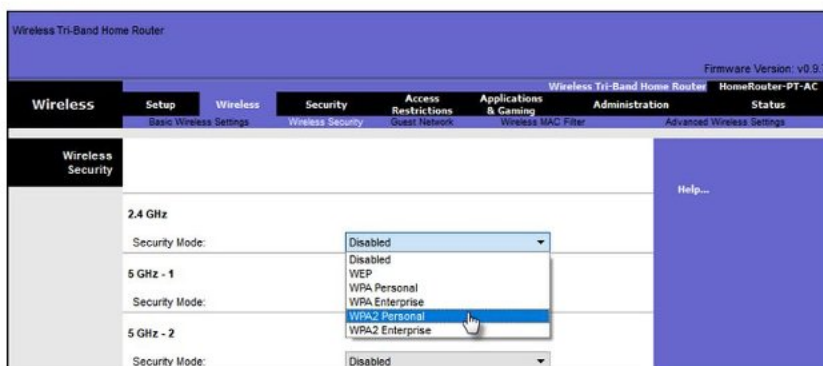 Wireless Tri-Band Home Router
Firmware Version: v0.9.
Wireless Tri-Band Home Router HomeRouter-PT-AC
Wireless Setup Wireless Security Access Restrictions Applications & Gaming Administration Status
Basic Wireless Settings Wireless Security Guest Network Wireless MAC Filter Advanced Wireless Settings
Wireless Security
Help...
2.4 GHz
Security Mode: Disabled
Disabled
WEP
WPA Personal
WPA Enterprise
WPA2 Personal
WPA2 Enterprise
5 GHz - 1
Security Mode:
5 GHz - 2
Security Mode: Disabled